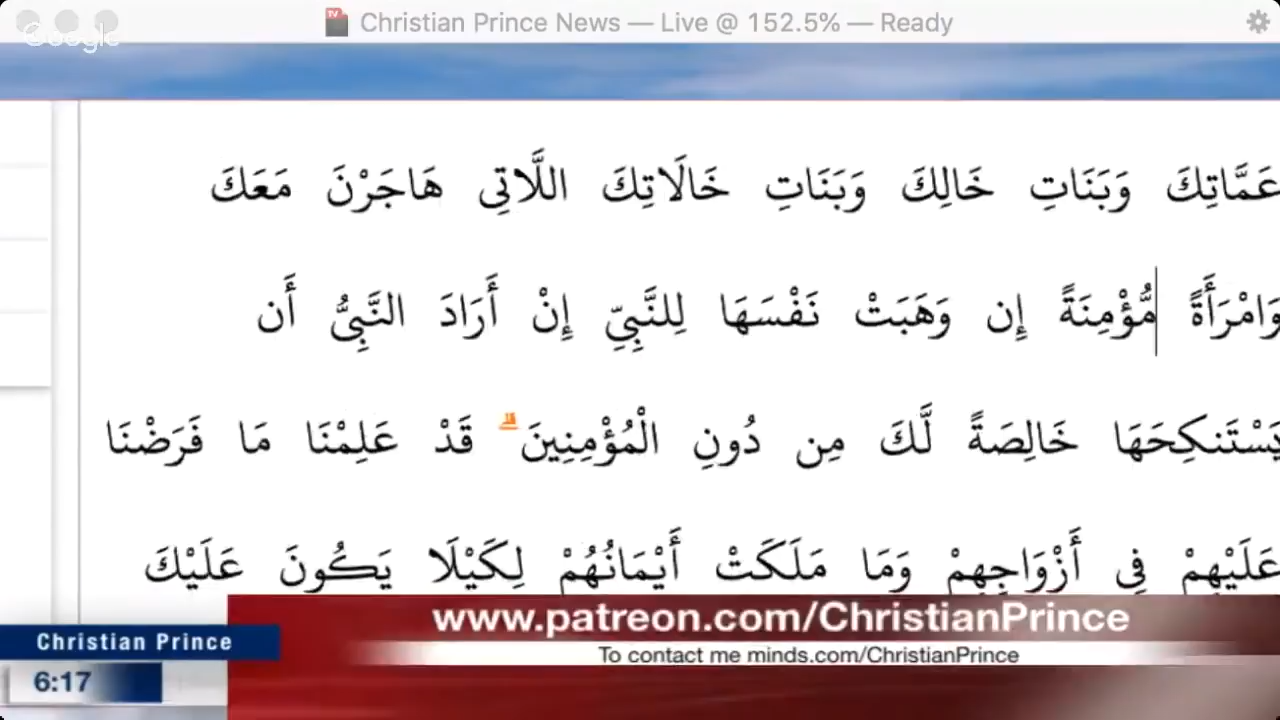 Christian Prince News — Live @ 152.5% — Ready
Google
عَمَّاتِكَ وَبَنَاتِ خَالِكَ وَبَنَاتِ خَالَاتِكَ اللَّاتِي هَاجَرْنَ مَعَكَ
وَامْرَأَةً مُّؤْمِنَةً إِن وَهَبَتْ نَفْسَهَا لِلنَّبِيِّ إِنْ أَرَادَ النَّبِيُّ أَن
يَسْتَنكِحَهَا خَالِصَةً لَّكَ مِن دُونِ الْمُؤْمِنِينَ ۗ قَدْ عَلِمْنَا مَا فَرَضْنَا
عَلَيْهِمْ فِي أَزْوَاجِهِمْ وَمَا مَلَكَتْ أَيْمَانُهُمْ لِكَيْلَا يَكُونَ عَلَيْكَ
www.patreon.com/ChristianPrince
To contact me minds.com/ChristianPrince
Christian Prince
6:17